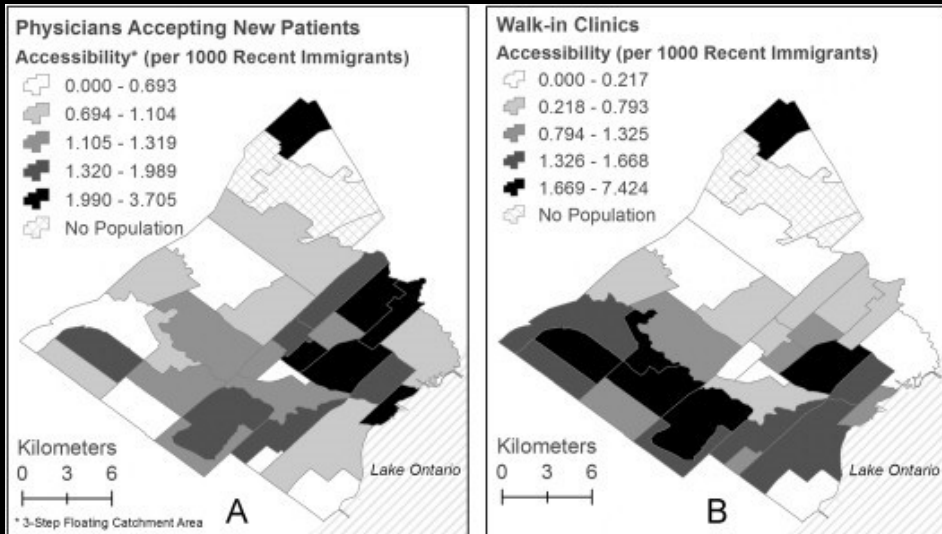 Physicians Accepting New Patients
Accessibility* (per 1000 Recent Immigrants)
0.000 - 0.693
0.694 - 1.104
1.105 - 1.319
1.320 - 1.989
1.990 - 3.705
No Population
Kilometers
0 3 6
* 3-Step Floating Catchment Area
A
Lake Ontario
Walk-in Clinics
Accessibility (per 1000 Recent Immigrants)
0.000 - 0.217
0.218 - 0.793
0.794 - 1.325
1.326 - 1.668
1.669 - 7.424
No Population
Kilometers
0 3 6
B
Lake Ontario